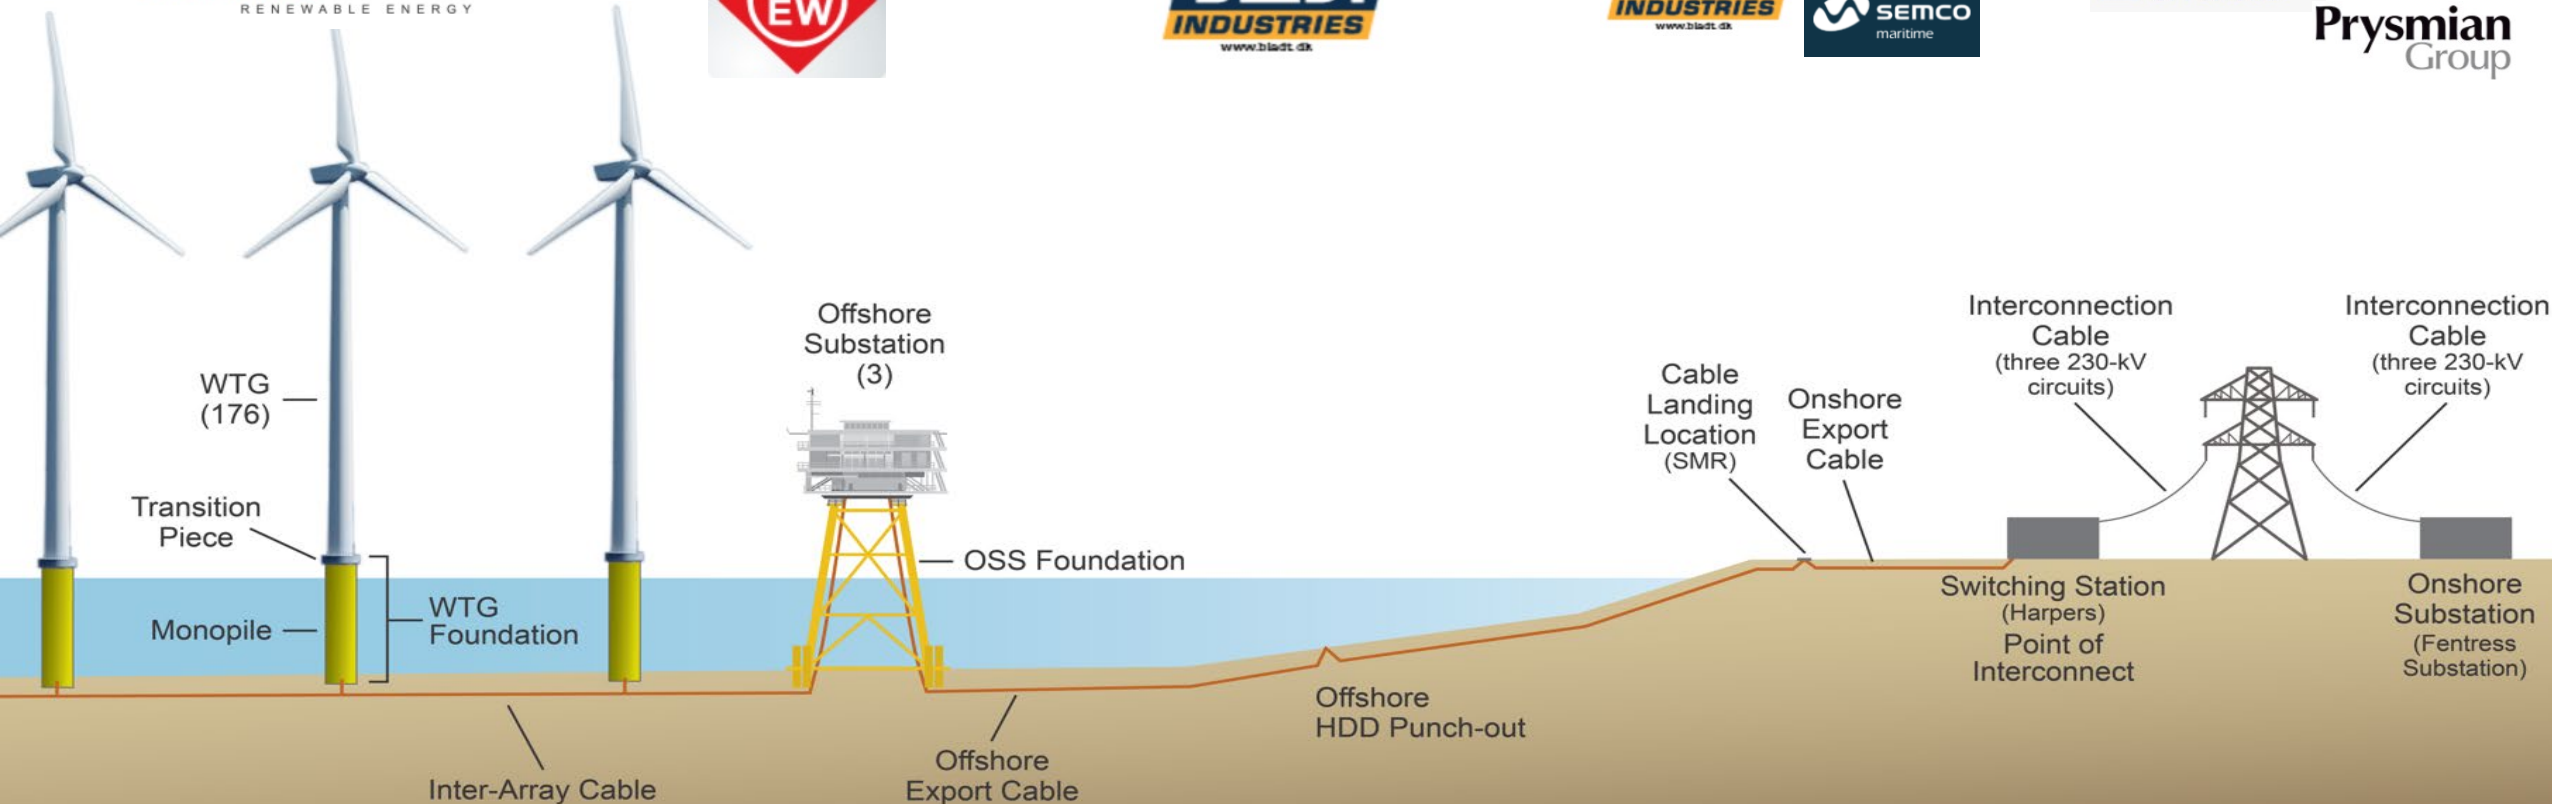 RENEWABLE ENERGY
EW
INDUSTRIES
www.bladt.dk
INDUSTRIES
www.bladt.dk
semco
maritime
Prysmian
Group
WTG
(176)
Transition
Piece
Monopile
WTG
Foundation
Inter-Array Cable
Offshore
Substation
(3)
OSS Foundation
Offshore
Export Cable
Offshore
HDD Punch-out
Cable
Landing
Location
(SMR)
Onshore
Export
Cable
Interconnection
Cable
(three 230-kV
circuits)
Interconnection
Cable
(three 230-kV
circuits)
Switching Station
(Harpers)
Point of
Interconnect
Onshore
Substation
(Fentress
Substation)